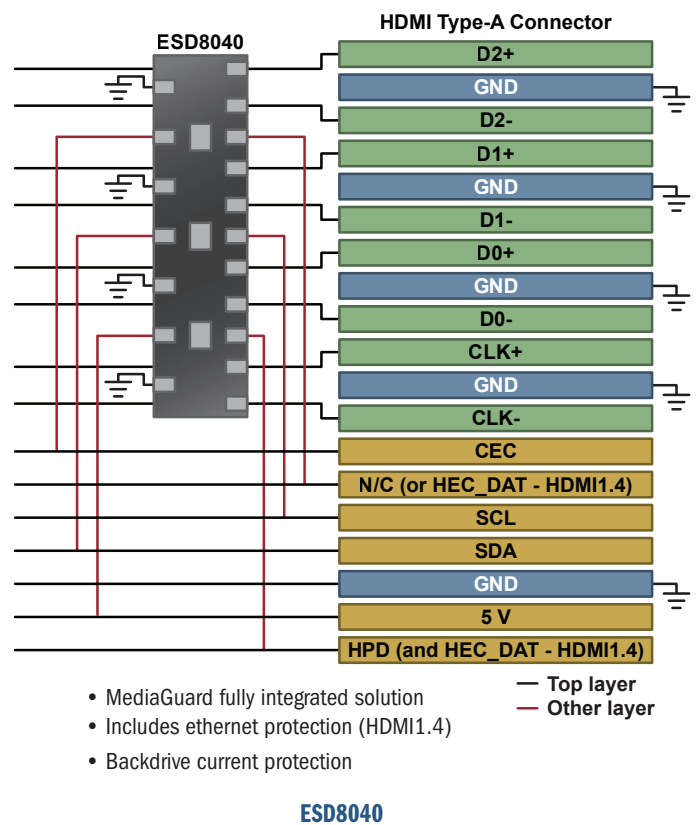 HDMI Type-A Connector
ESD8040
D2+
GND
D2-
D1+
GND
D1-
D0+
GND
D0-
CLK+
GND
CLK-
CEC
N/C (or HEC_DAT - HDMI1.4)
SCL
SDA
GND
5 V
HPD (and HEC_DAT - HDMI1.4)
• MediaGuard fully integrated solution
• Includes ethernet protection (HDMI1.4)
• Backdrive current protection
Top layer
Other layer
ESD8040